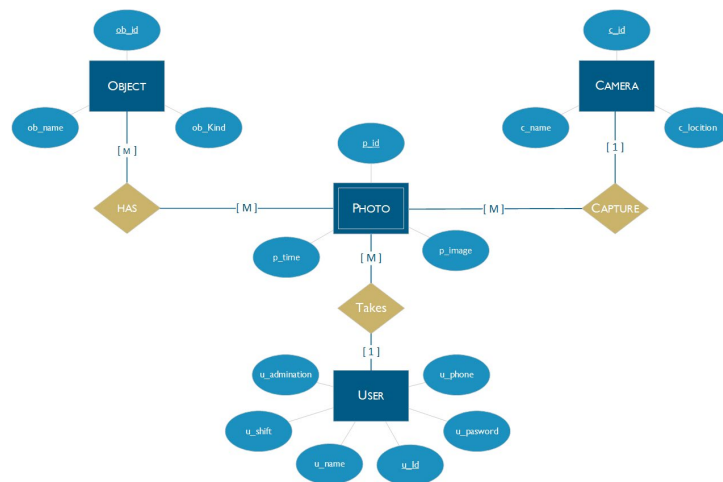 ob_id
c_id
OBJECT
CAMERA
ob_name
ob_Kind
c_name
c_locition
[ M ]
p_id
[ 1 ]
HAS
[ M ]
PHOTO
[ M ]
CAPTURE
p_time
[ M ]
p_image
Takes
[ 1 ]
u_admination
u_phone
USER
u_shift
u_pasword
u_name
u_Id